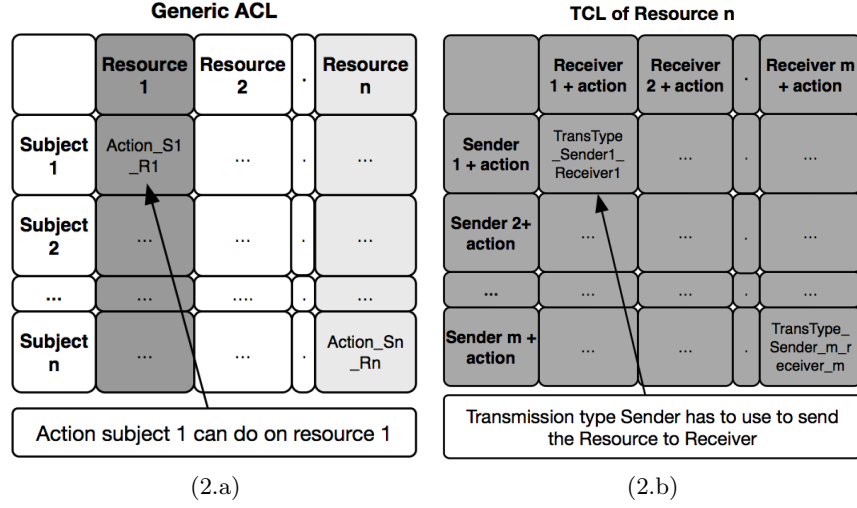 Generic ACL
Resource
1
Resource
2
.
Resource
n
Subject
1
Action_S1
_R1
...
.
...
Subject
2
...
...
.
...
...
...
....
.
...
Subject
n
...
...
.
Action_Sn
_Rn
Action subject 1 can do on resource 1
(2.a)
TCL of Resource n
Receiver
1 + action
Receiver
2 + action
.
Receiver m
+ action
Sender
1 + action
TransType
_Sender1_
Receiver1
...
.
...
Sender 2+
action
...
...
.
...
...
...
...
.
...
Sender m +
action
...
...
.
TransType_
Sender_m_r
eceiver_m
Transmission type Sender has to use to send
the Resource to Receiver
(2.b)